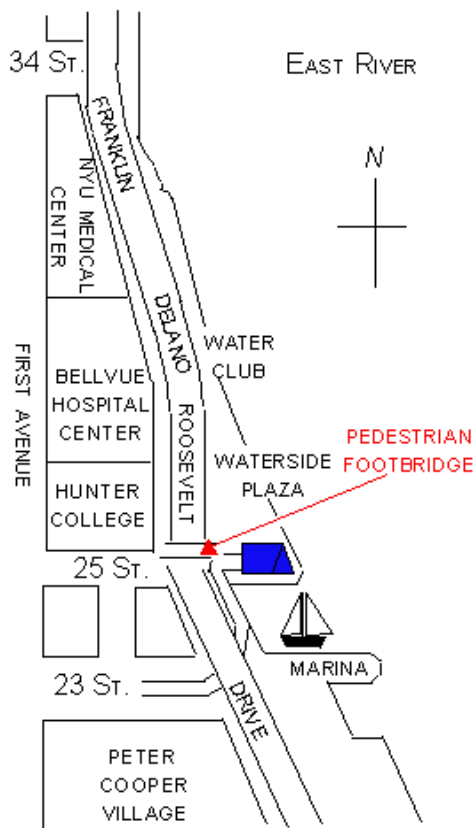 34 ST.
EAST RIVER
FRANKLIN
N
NYU MEDICAL
CENTER
DELANO
WATER
CLUB
FIRST AVENUE
BELLVUE
HOSPITAL
CENTER
ROOSEVELT
PEDESTRIAN
FOOTBRIDGE
WATERSIDE
PLAZA
HUNTER
COLLEGE
25 ST.
MARINA
23 ST.
DRIVE
PETER
COOPER
VILLAGE